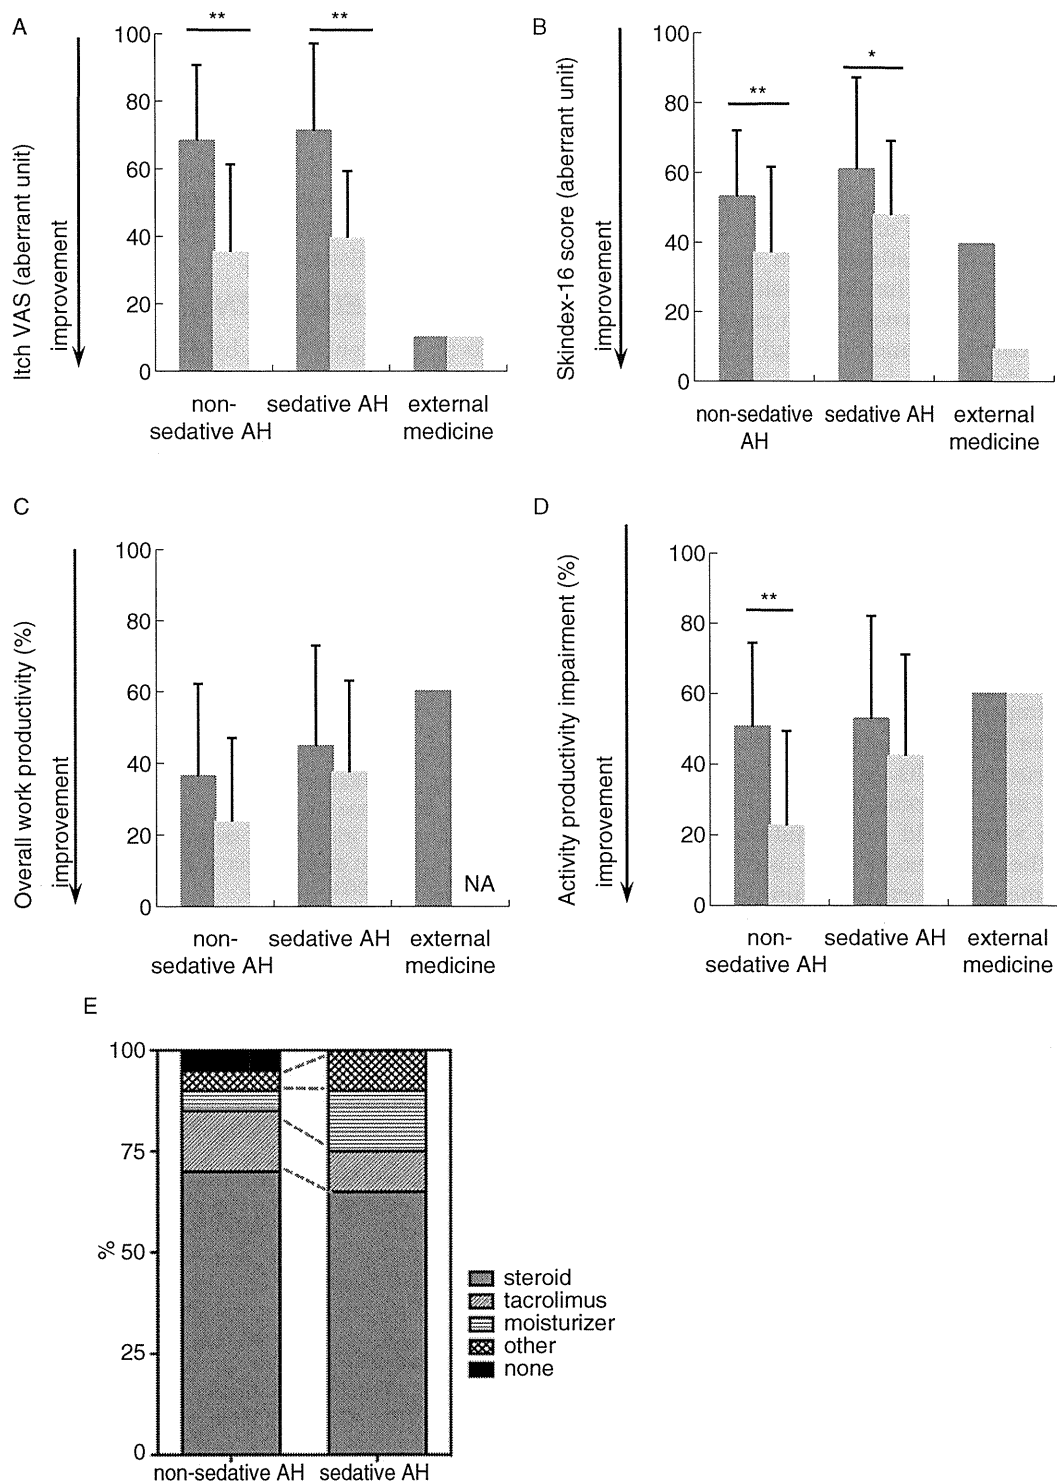 A
Itch VAS (aberrant unit)
improvement
100
80
60
40
20
0
**
**
non-
sedative AH
sedative AH
external
medicine
B
Skindex-16 score (aberrant unit)
improvement
100
80
60
40
20
0
**
*
non-sedative
AH
sedative AH
external
medicine
C
Overall work productivity (%)
improvement
100
80
60
40
20
0
NA
non-
sedative AH
sedative AH
external
medicine
D
Activity productivity impairment (%)
improvement
100
80
60
40
20
0
**
non-
sedative AH
sedative AH
external
medicine
E
%
100
75
50
25
0
non-sedative AH
sedative AH
steroid
tacrolimus
moisturizer
other
none